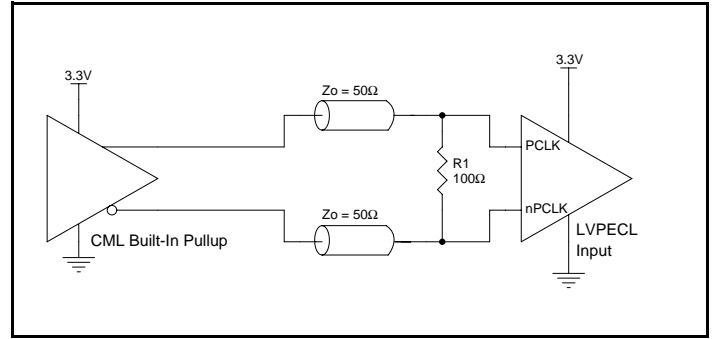 3.3V
3.3V
Zo = 50Ω
PCLK
R1
100Ω
Zo = 50Ω
nPCLK
CML Built-In Pullup
LVPECL
Input